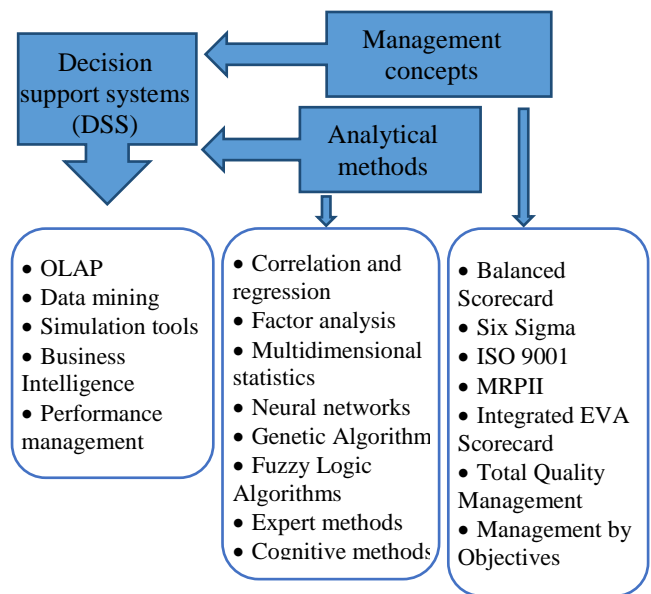 Decision
support systems
(DSS)
Management
concepts
Analytical
methods
• OLAP
• Data mining
• Simulation tools
• Business
Intelligence
• Performance
management
• Correlation and
regression
• Factor analysis
• Multidimensional
statistics
• Neural networks
• Genetic Algorithm
• Fuzzy Logic
Algorithms
• Expert methods
• Cognitive methods
• Balanced
Scorecard
• Six Sigma
• ISO 9001
• MRPII
• Integrated EVA
Scorecard
• Total Quality
Management
• Management by
Objectives